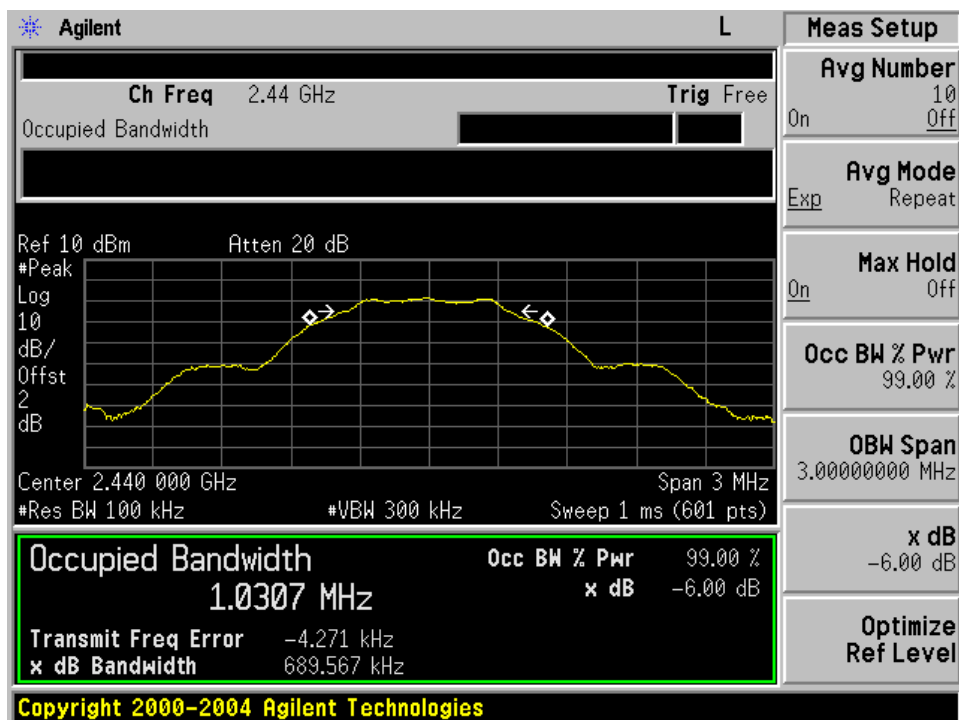 Agilent L
Ch Freq 2.44 GHz Trig Free
Occupied Bandwidth
Ref 10 dBm Atten 20 dB
#Peak
Log
10
dB/
Offst
2
dB
Center 2.440 000 GHz Span 3 MHz
#Res BW 100 kHz #VBW 300 kHz Sweep 1 ms (601 pts)
Occupied Bandwidth
1.0307 MHz
Occ BW % Pwr 99.00 %
x dB -6.00 dB
Transmit Freq Error -4.271 kHz
x dB Bandwidth 689.567 kHz
Copyright 2000-2004 Agilent Technologies
Meas Setup
Avg Number
10
On Off
Avg Mode
Exp Repeat
Max Hold
On Off
Occ BW % Pwr
99.00 %
OBW Span
3.00000000 MHz
x dB
-6.00 dB
Optimize
Ref Level